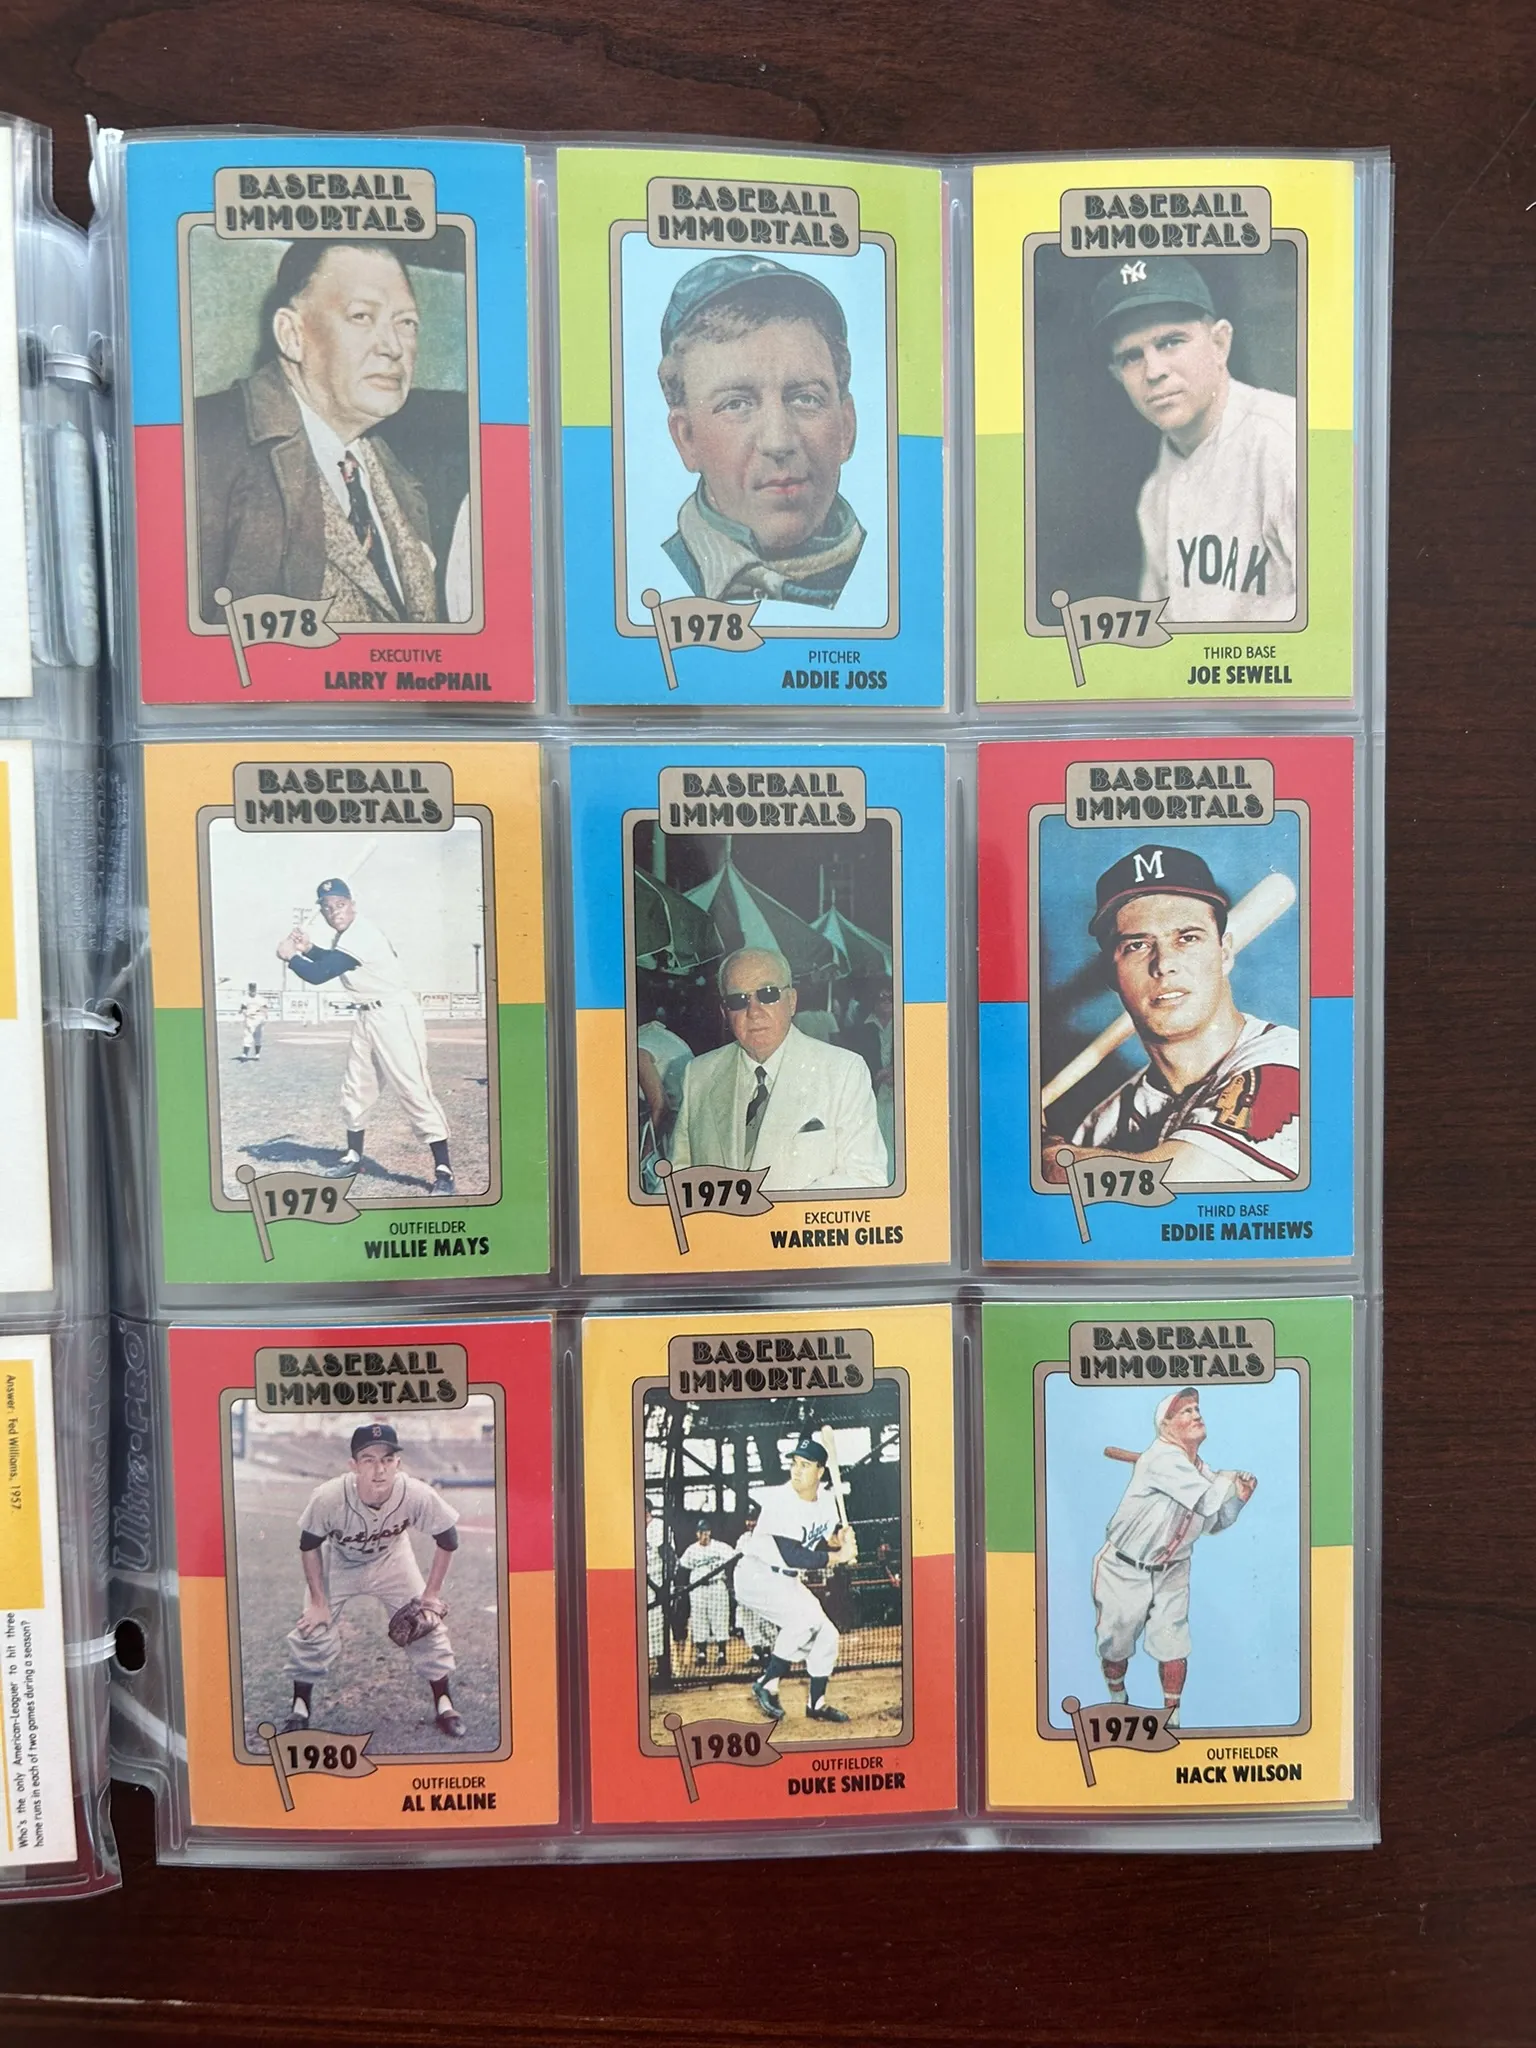 BASEBALL
IMMORTALS
1978
EXECUTIVE
LARRY MacPHAIL
BASEBALL
IMMORTALS
1978
PITCHER
ADDIE JOSS
BASEBALL
IMMORTALS
NY
YORK
1977
THIRD BASE
JOE SEWELL
BASEBALL
IMMORTALS
1979
OUTFIELDER
WILLIE MAYS
BASEBALL
IMMORTALS
1979
EXECUTIVE
WARREN GILES
BASEBALL
IMMORTALS
M
1978
THIRD BASE
EDDIE MATHEWS
BASEBALL
IMMORTALS
Detroit
1980
OUTFIELDER
AL KALINE
BASEBALL
IMMORTALS
B
1980
OUTFIELDER
DUKE SNIDER
BASEBALL
IMMORTALS
1979
OUTFIELDER
HACK WILSON
Ultra•PRO
Answer: Ted Williams, 1957.
Who's the only American-Leaguer to hit three
home runs in each of two games during a season?